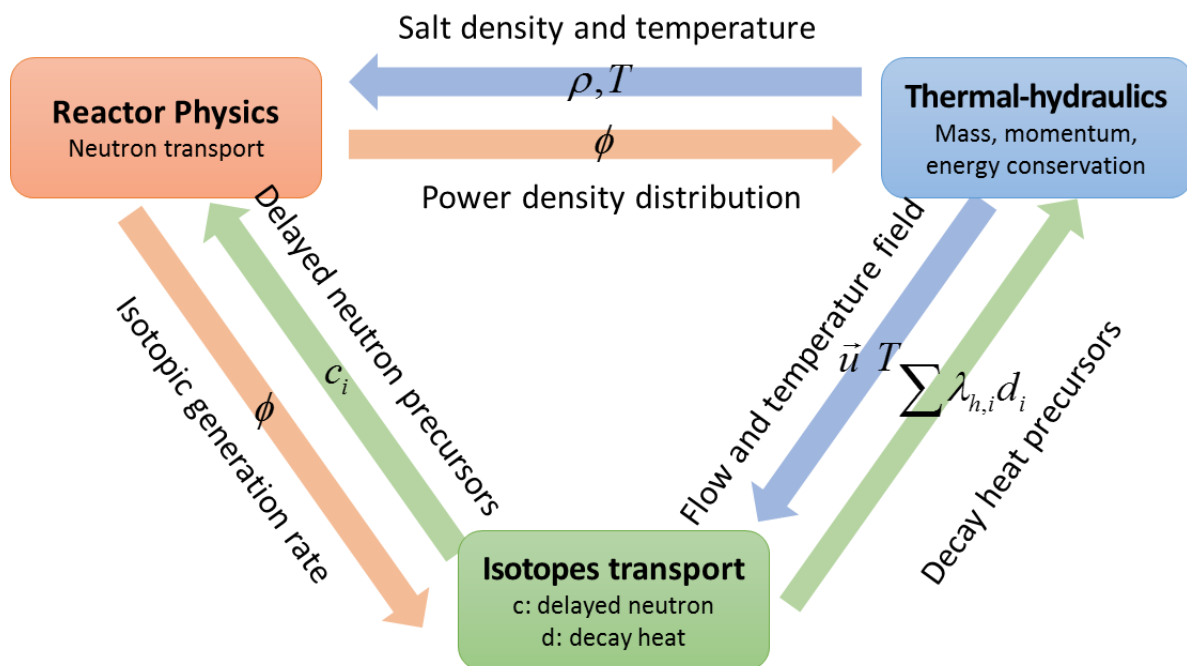 Salt density and temperature
ρ, T
Reactor Physics
Neutron transport
Thermal-hydraulics
Mass, momentum,
energy conservation
ϕ
Power density distribution
Isotopic generation rate
ϕ
Delayed neutron precursors
c_i
Flow and temperature field
u⃗ T
∑λ_{h,i}d_i
Decay heat precursors
Isotopes transport
c: delayed neutron
d: decay heat